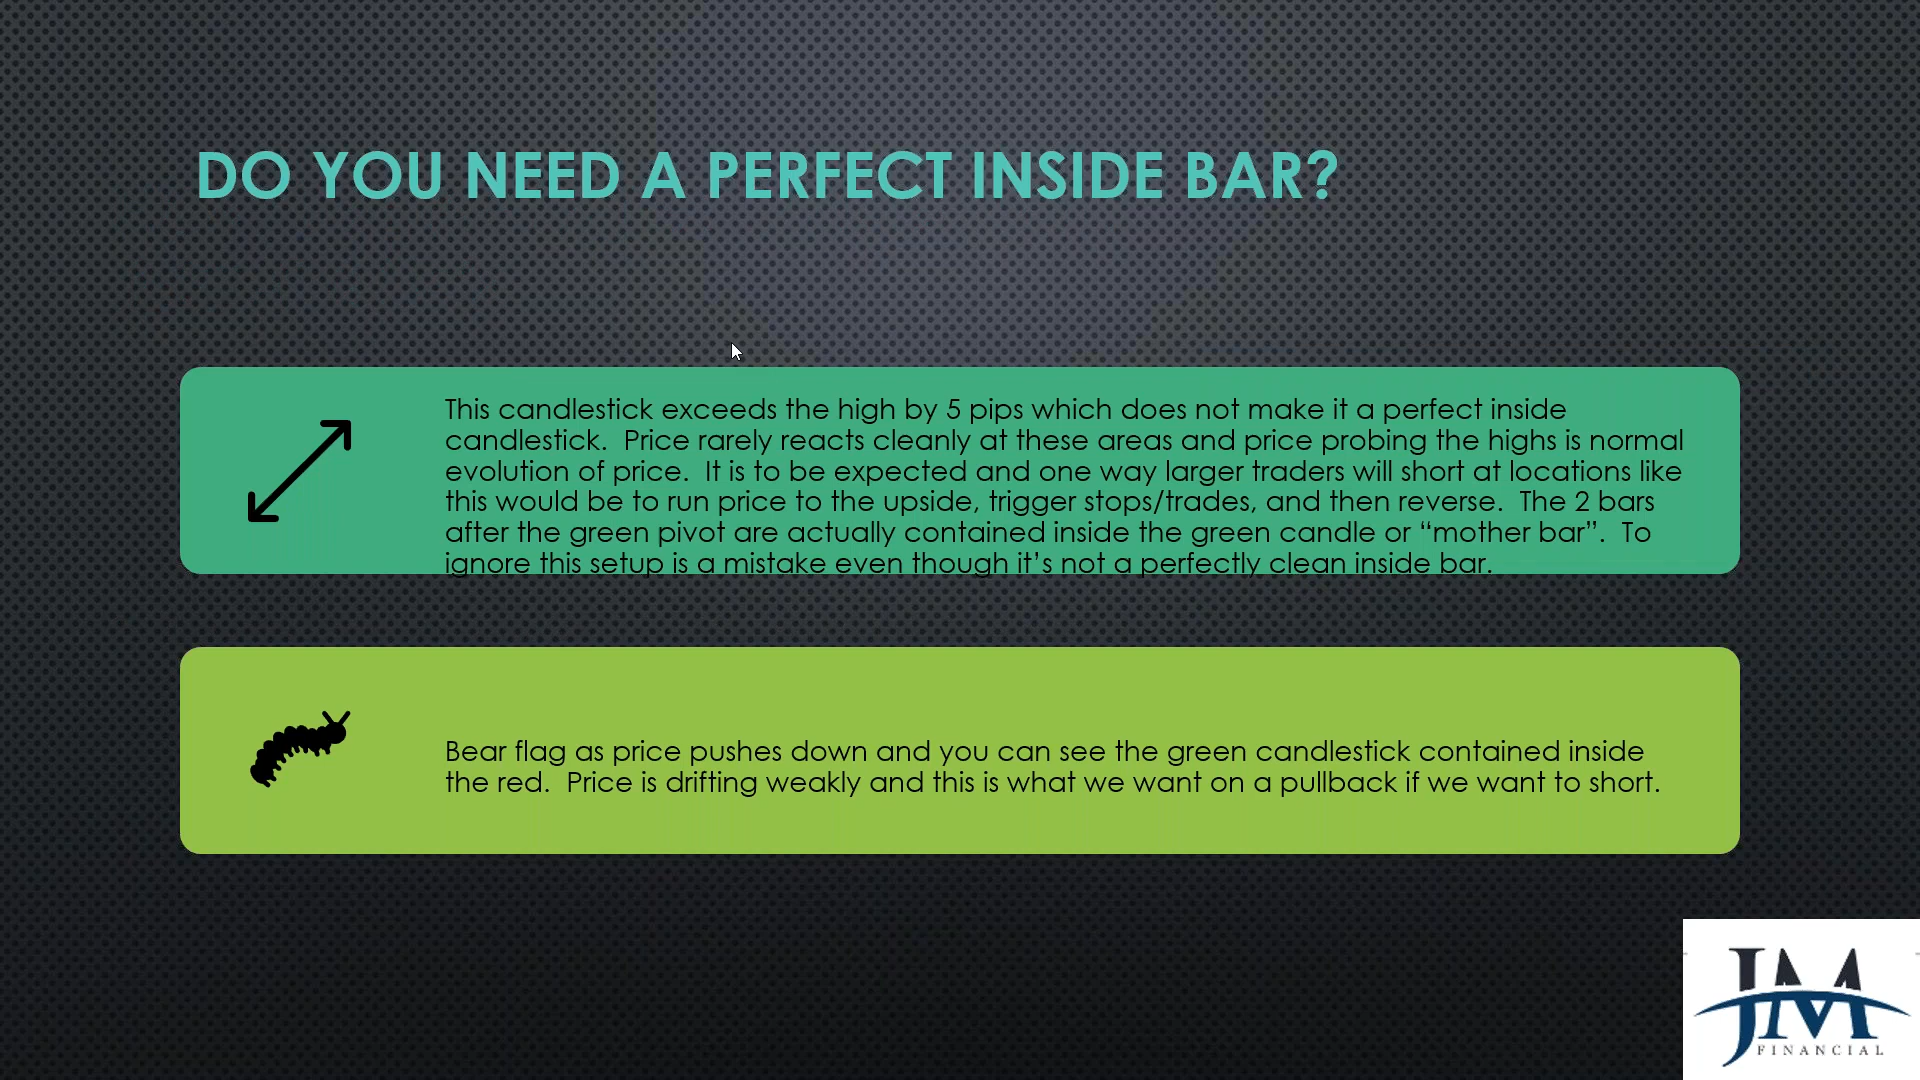 DO YOU NEED A PERFECT INSIDE BAR?
This candlestick exceeds the high by 5 pips which does not make it a perfect inside
candlestick.  Price rarely reacts cleanly at these areas and price probing the highs is normal
evolution of price.  It is to be expected and one way larger traders will short at locations like
this would be to run price to the upside, trigger stops/trades, and then reverse.  The 2 bars
after the green pivot are actually contained inside the green candle or “mother bar”.  To
ignore this setup is a mistake even though it’s not a perfectly clean inside bar.
Bear flag as price pushes down and you can see the green candlestick contained inside
the red.  Price is drifting weakly and this is what we want on a pullback if we want to short.
JM
FINANCIAL